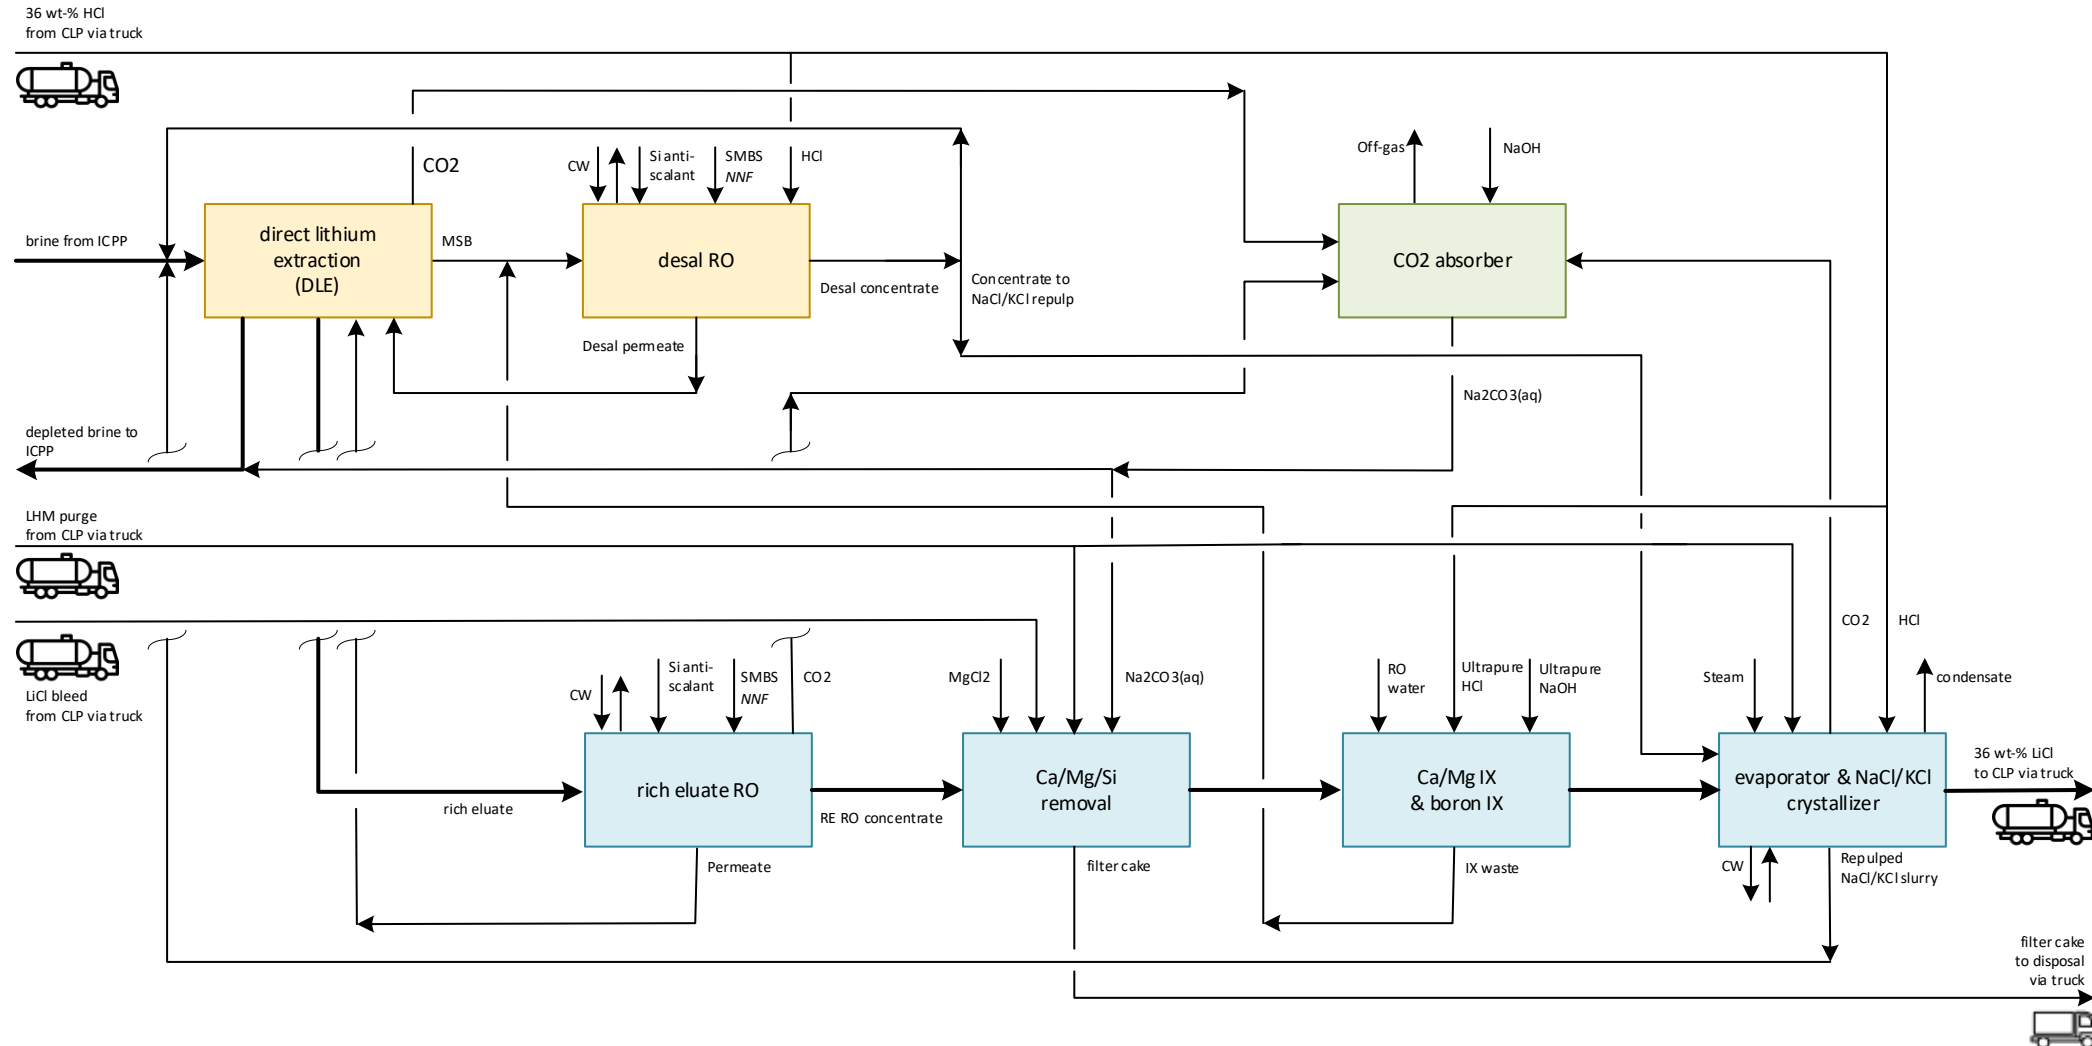 36 wt-% HCl
from CLP via truck
CO2
CW
Si anti-
scalant
SMBS
NNF
HCl
Off-gas
NaOH
brine from ICPP
direct lithium
extraction
(DLE)
MSB
desal RO
Desal concentrate
Concentrate to
NaCl/KCl repulp
CO2 absorber
Desal permeate
Na2CO3(aq)
depleted brine to
ICPP
LHM purge
from CLP via truck
LiCl bleed
from CLP via truck
CW
Si anti-
scalant
SMBS
NNF
CO2
MgCl2
Na2CO3(aq)
RO
water
Ultrapure
HCl
Ultrapure
NaOH
Steam
CO2
HCl
condensate
rich eluate
rich eluate RO
RE RO concentrate
Ca/Mg/Si
removal
Ca/Mg IX
& boron IX
evaporator & NaCl/KCl
crystallizer
36 wt-% LiCl
to CLP via truck
Permeate
filter cake
IX waste
CW
Repulped
NaCl/KCl slurry
filter cake
to disposal
via truck